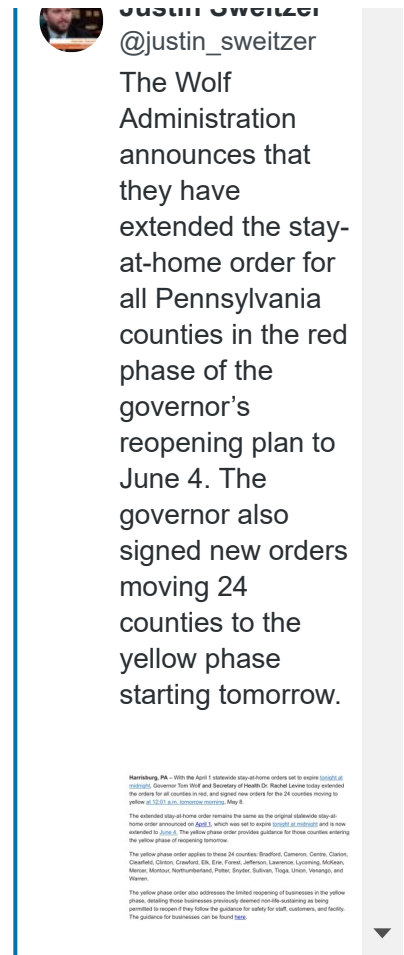 Justin Sweitzer
@justin_sweitzer
The Wolf
Administration
announces that
they have
extended the stay-
at-home order for
all Pennsylvania
counties in the red
phase of the
governor’s
reopening plan to
June 4. The
governor also
signed new orders
moving 24
counties to the
yellow phase
starting tomorrow.
Harrisburg, PA – With the April 1 statewide stay-at-home orders set to expire tonight at
midnight, Governor Tom Wolf and Secretary of Health Dr. Rachel Levine today extended
the orders for all counties in red, and signed new orders for the 24 counties moving to
yellow at 12:01 a.m. tomorrow morning, May 8.
The extended stay-at-home order remains the same as the original statewide stay-at-
home order announced on April 1, which was set to expire tonight at midnight and is now
extended to June 4. The yellow phase order provides guidance for those counties entering
the yellow phase of reopening tomorrow.
The yellow phase order applies to these 24 counties: Bradford, Cameron, Centre, Clarion,
Clearfield, Clinton, Crawford, Elk, Erie, Forest, Jefferson, Lawrence, Lycoming, McKean,
Mercer, Montour, Northumberland, Potter, Snyder, Sullivan, Tioga, Union, Venango, and
Warren.
The yellow phase order also addresses the limited reopening of businesses in the yellow
phase, detailing those businesses previously deemed non-life-sustaining as being
permitted to reopen if they follow the guidance for safety for staff, customers, and facility.
The guidance for businesses can be found here.